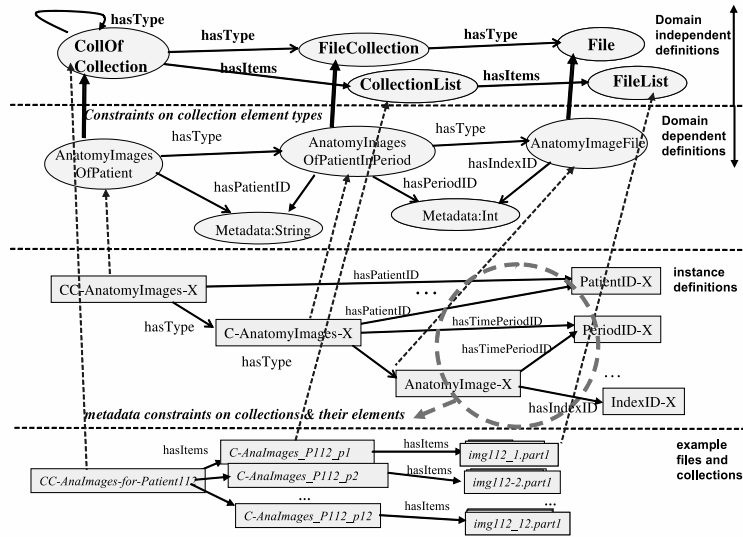 hasType
Domain
independent
definitions
CollOf
Collection
hasType
FileCollection
hasType
File
hasItems
CollectionList
hasItems
FileList
Constraints on collection element types
Domain
dependent
definitions
hasType
AnatomyImages
OfPatient
AnatomyImages
OfPatientInPeriod
hasType
AnatomyImageFile
hasPatientID
hasPeriodID
hasIndexID
Metadata:String
Metadata:Int
instance
definitions
CC-AnatomyImages-X
hasPatientID
PatientID-X
...
hasPatientID
hasType
C-AnatomyImages-X
hasTimePeriodID
PeriodID-X
hasType
hasTimePeriodID
AnatomyImage-X
...
hasIndexID
IndexID-X
metadata constraints on collections & their elements
example
files and
collections
hasItems
C-AnaImages_P112_p1
hasItems
img112_1.part1
CC-AnaImages-for-Patient112
C-AnaImages_P112_p2
hasItems
img112-2.part1
hasItems
...
C-AnaImages_P112_p12
hasItems
img112_12.part1